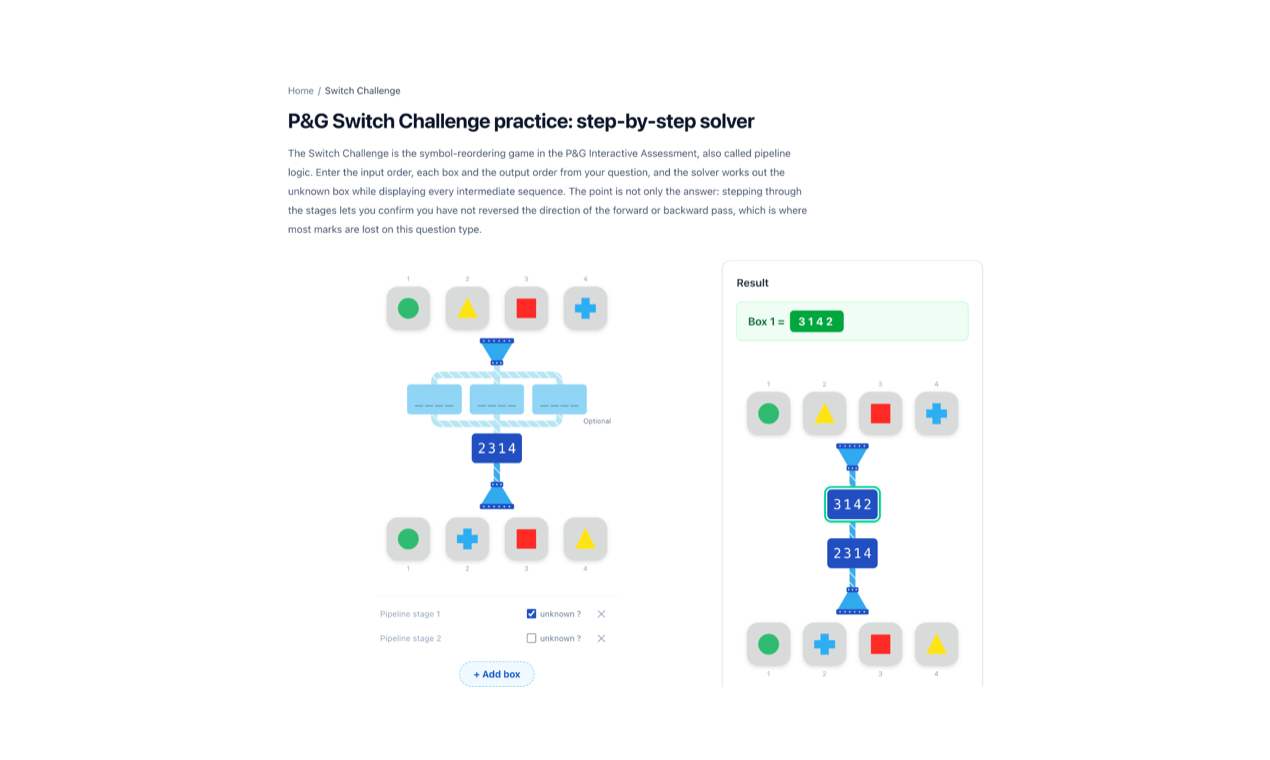 Home / Switch Challenge
P&G Switch Challenge practice: step-by-step solver
The Switch Challenge is the symbol-reordering game in the P&G Interactive Assessment, also called pipeline
logic. Enter the input order, each box and the output order from your question, and the solver works out the
unknown box while displaying every intermediate sequence. The point is not only the answer: stepping through
the stages lets you confirm you have not reversed the direction of the forward or backward pass, which is where
most marks are lost on this question type.
1 2 3 4
_ _ _ _ _ _ _ _ _ _ _ _
Optional
2314
1 2 3 4
Pipeline stage 1 unknown ?
Pipeline stage 2 unknown ?
+ Add box
Result
Box 1 = 3 1 4 2
1 2 3 4
3142
2314
1 2 3 4